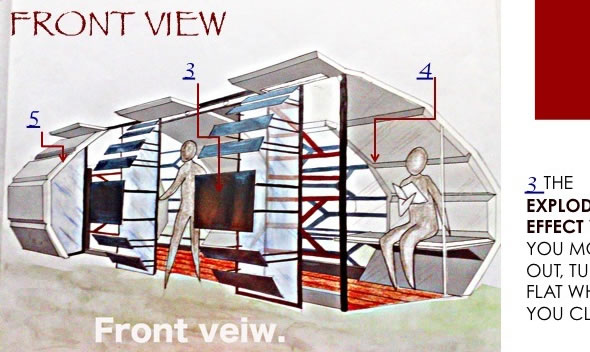 FRONT VIEW
3
4
5
Front veiw.
3 THE
EXPLOD
EFFECT
YOU MO
OUT, TU
FLAT WH
YOU CL